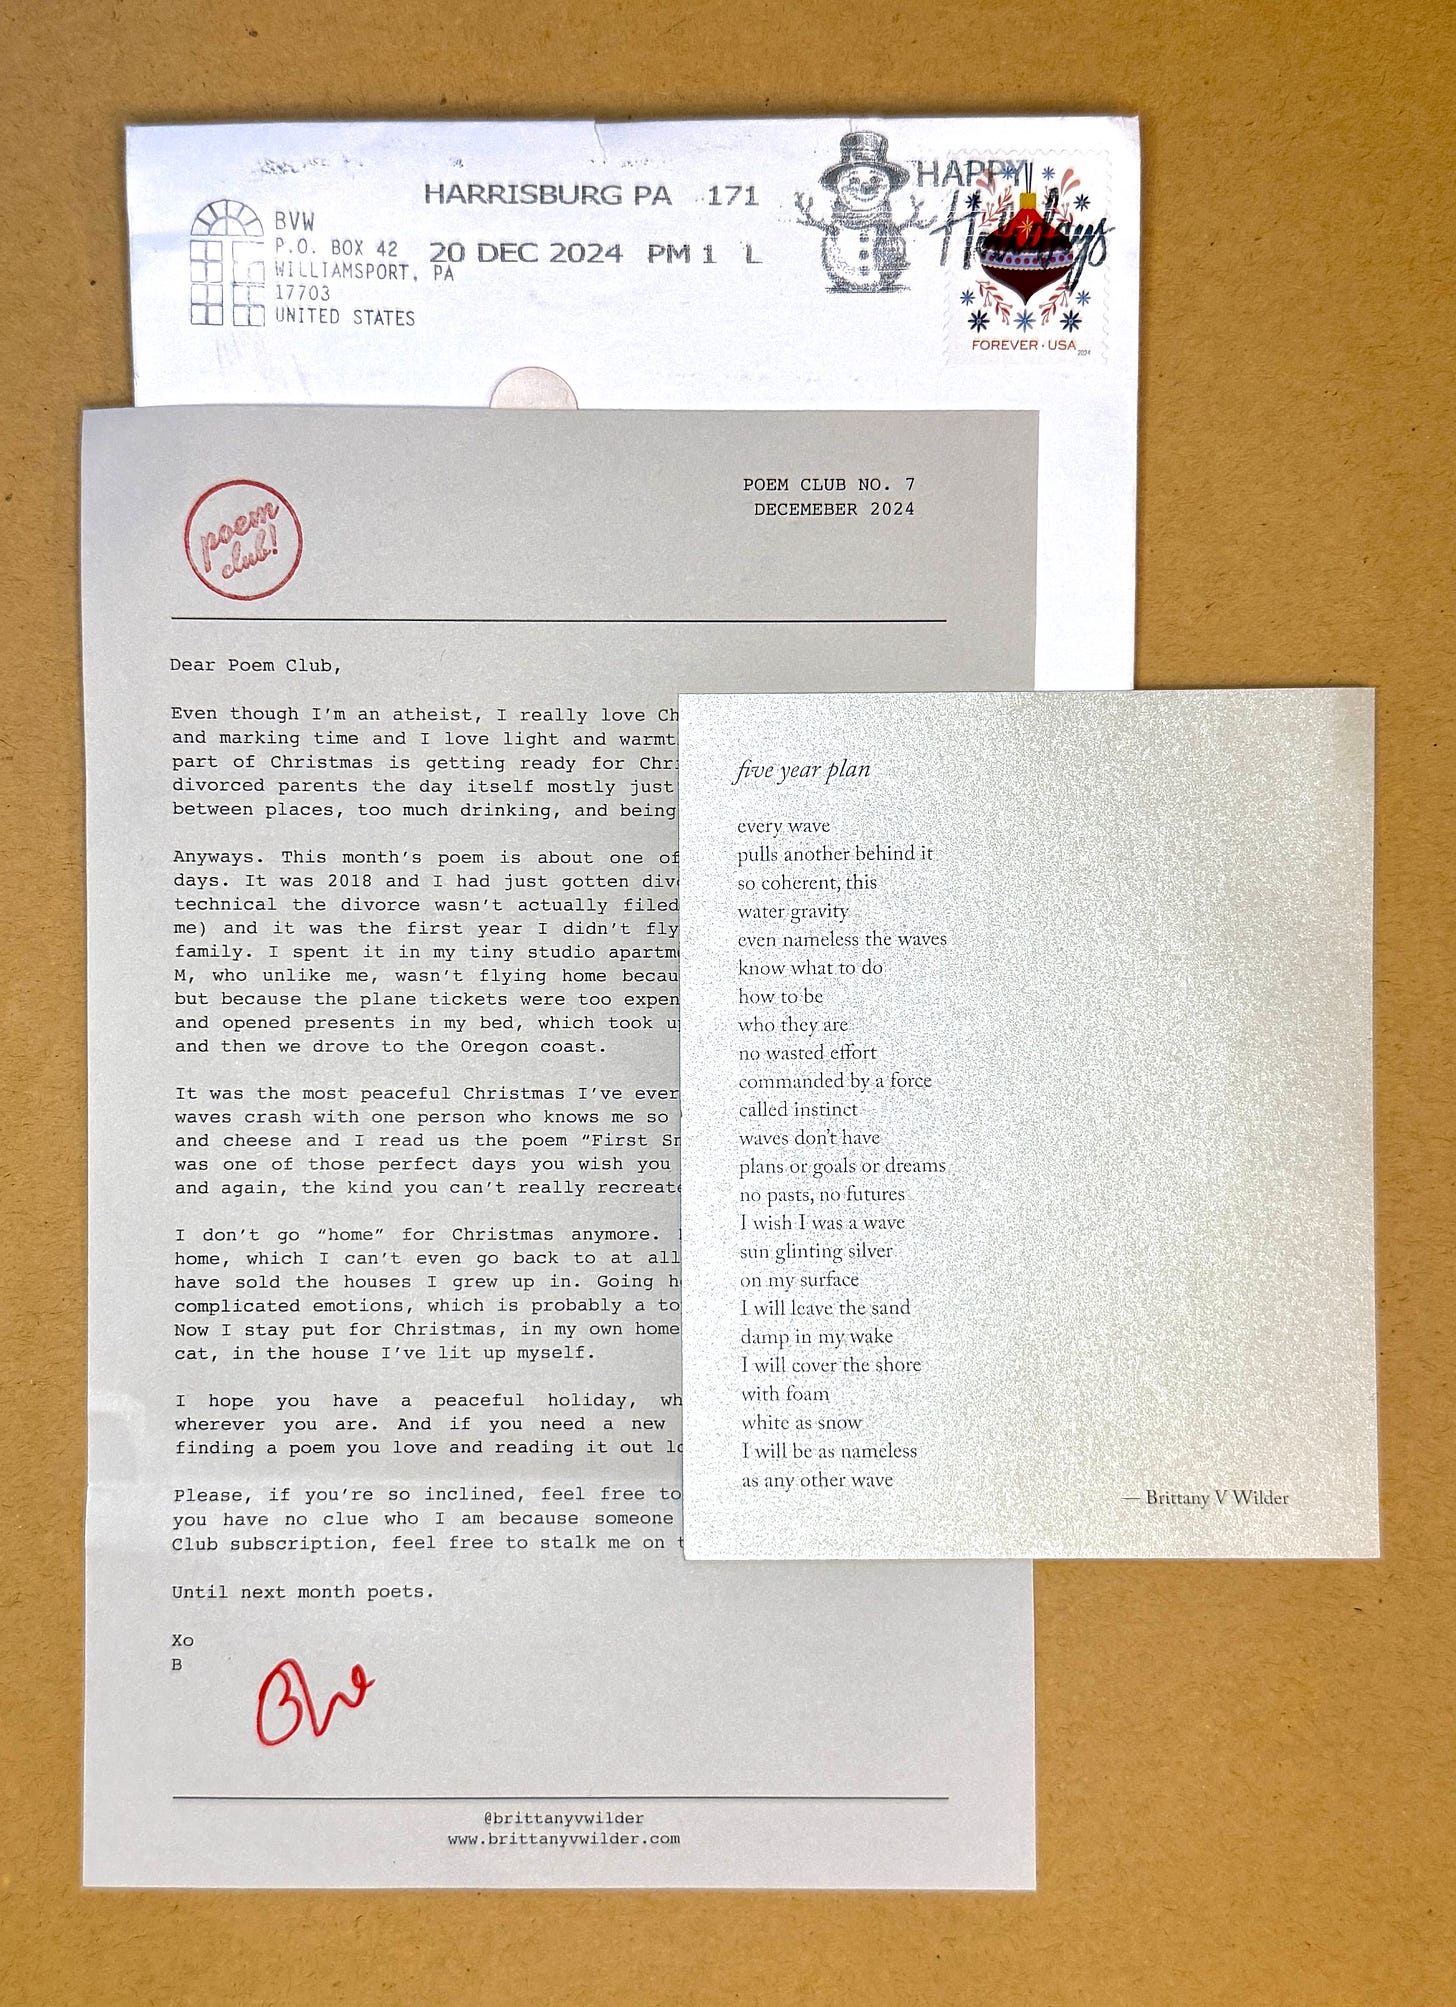 HARRISBURG PA 171
20 DEC 2024 PM 1 L
HAPPY
Holidays
BVW
P.O. BOX 42
WILLIAMSPORT, PA
17703
UNITED STATES
FOREVER · USA
2024
poem
club!
POEM CLUB NO. 7
DECEMEBER 2024
Dear Poem Club,
Even though I'm an atheist, I really love Ch
and marking time and I love light and warmt
part of Christmas is getting ready for Chri
divorced parents the day itself mostly just
between places, too much drinking, and being
Anyways. This month's poem is about one of
days. It was 2018 and I had just gotten div
technical the divorce wasn't actually filed
me) and it was the first year I didn't fly
family. I spent it in my tiny studio apartm
M, who unlike me, wasn't flying home becau
but because the plane tickets were too expen
and opened presents in my bed, which took u
and then we drove to the Oregon coast.
It was the most peaceful Christmas I've ever
waves crash with one person who knows me so
and cheese and I read us the poem “First Sn
was one of those perfect days you wish you
and again, the kind you can't really recreate
I don't go “home” for Christmas anymore.
home, which I can't even go back to at all
have sold the houses I grew up in. Going h
complicated emotions, which is probably a to
Now I stay put for Christmas, in my own home
cat, in the house I've lit up myself.
I hope you have a peaceful holiday, wh
wherever you are. And if you need a new
finding a poem you love and reading it out lo
Please, if you're so inclined, feel free to
you have no clue who I am because someone
Club subscription, feel free to stalk me on t
Until next month poets.
Xo
B
@brittanyvwilder
www.brittanyvwilder.com
five year plan
every wave
pulls another behind it
so coherent, this
water gravity
even nameless the waves
know what to do
how to be
who they are
no wasted effort
commanded by a force
called instinct
waves don't have
plans or goals or dreams
no pasts, no futures
I wish I was a wave
sun glinting silver
on my surface
I will leave the sand
damp in my wake
I will cover the shore
with foam
white as snow
I will be as nameless
as any other wave
— Brittany V Wilder